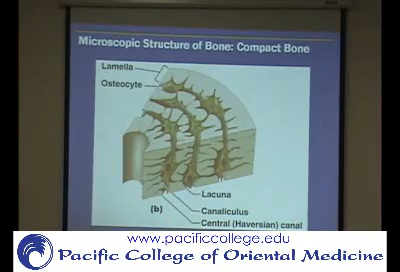 Microscopic Structure of Bone: Compact Bone
Lamella
Osteocyte
Lacuna
(b)
Canaliculus
Central (Haversian) canal
www.pacificcollege.edu
Pacific College of Oriental Medicine